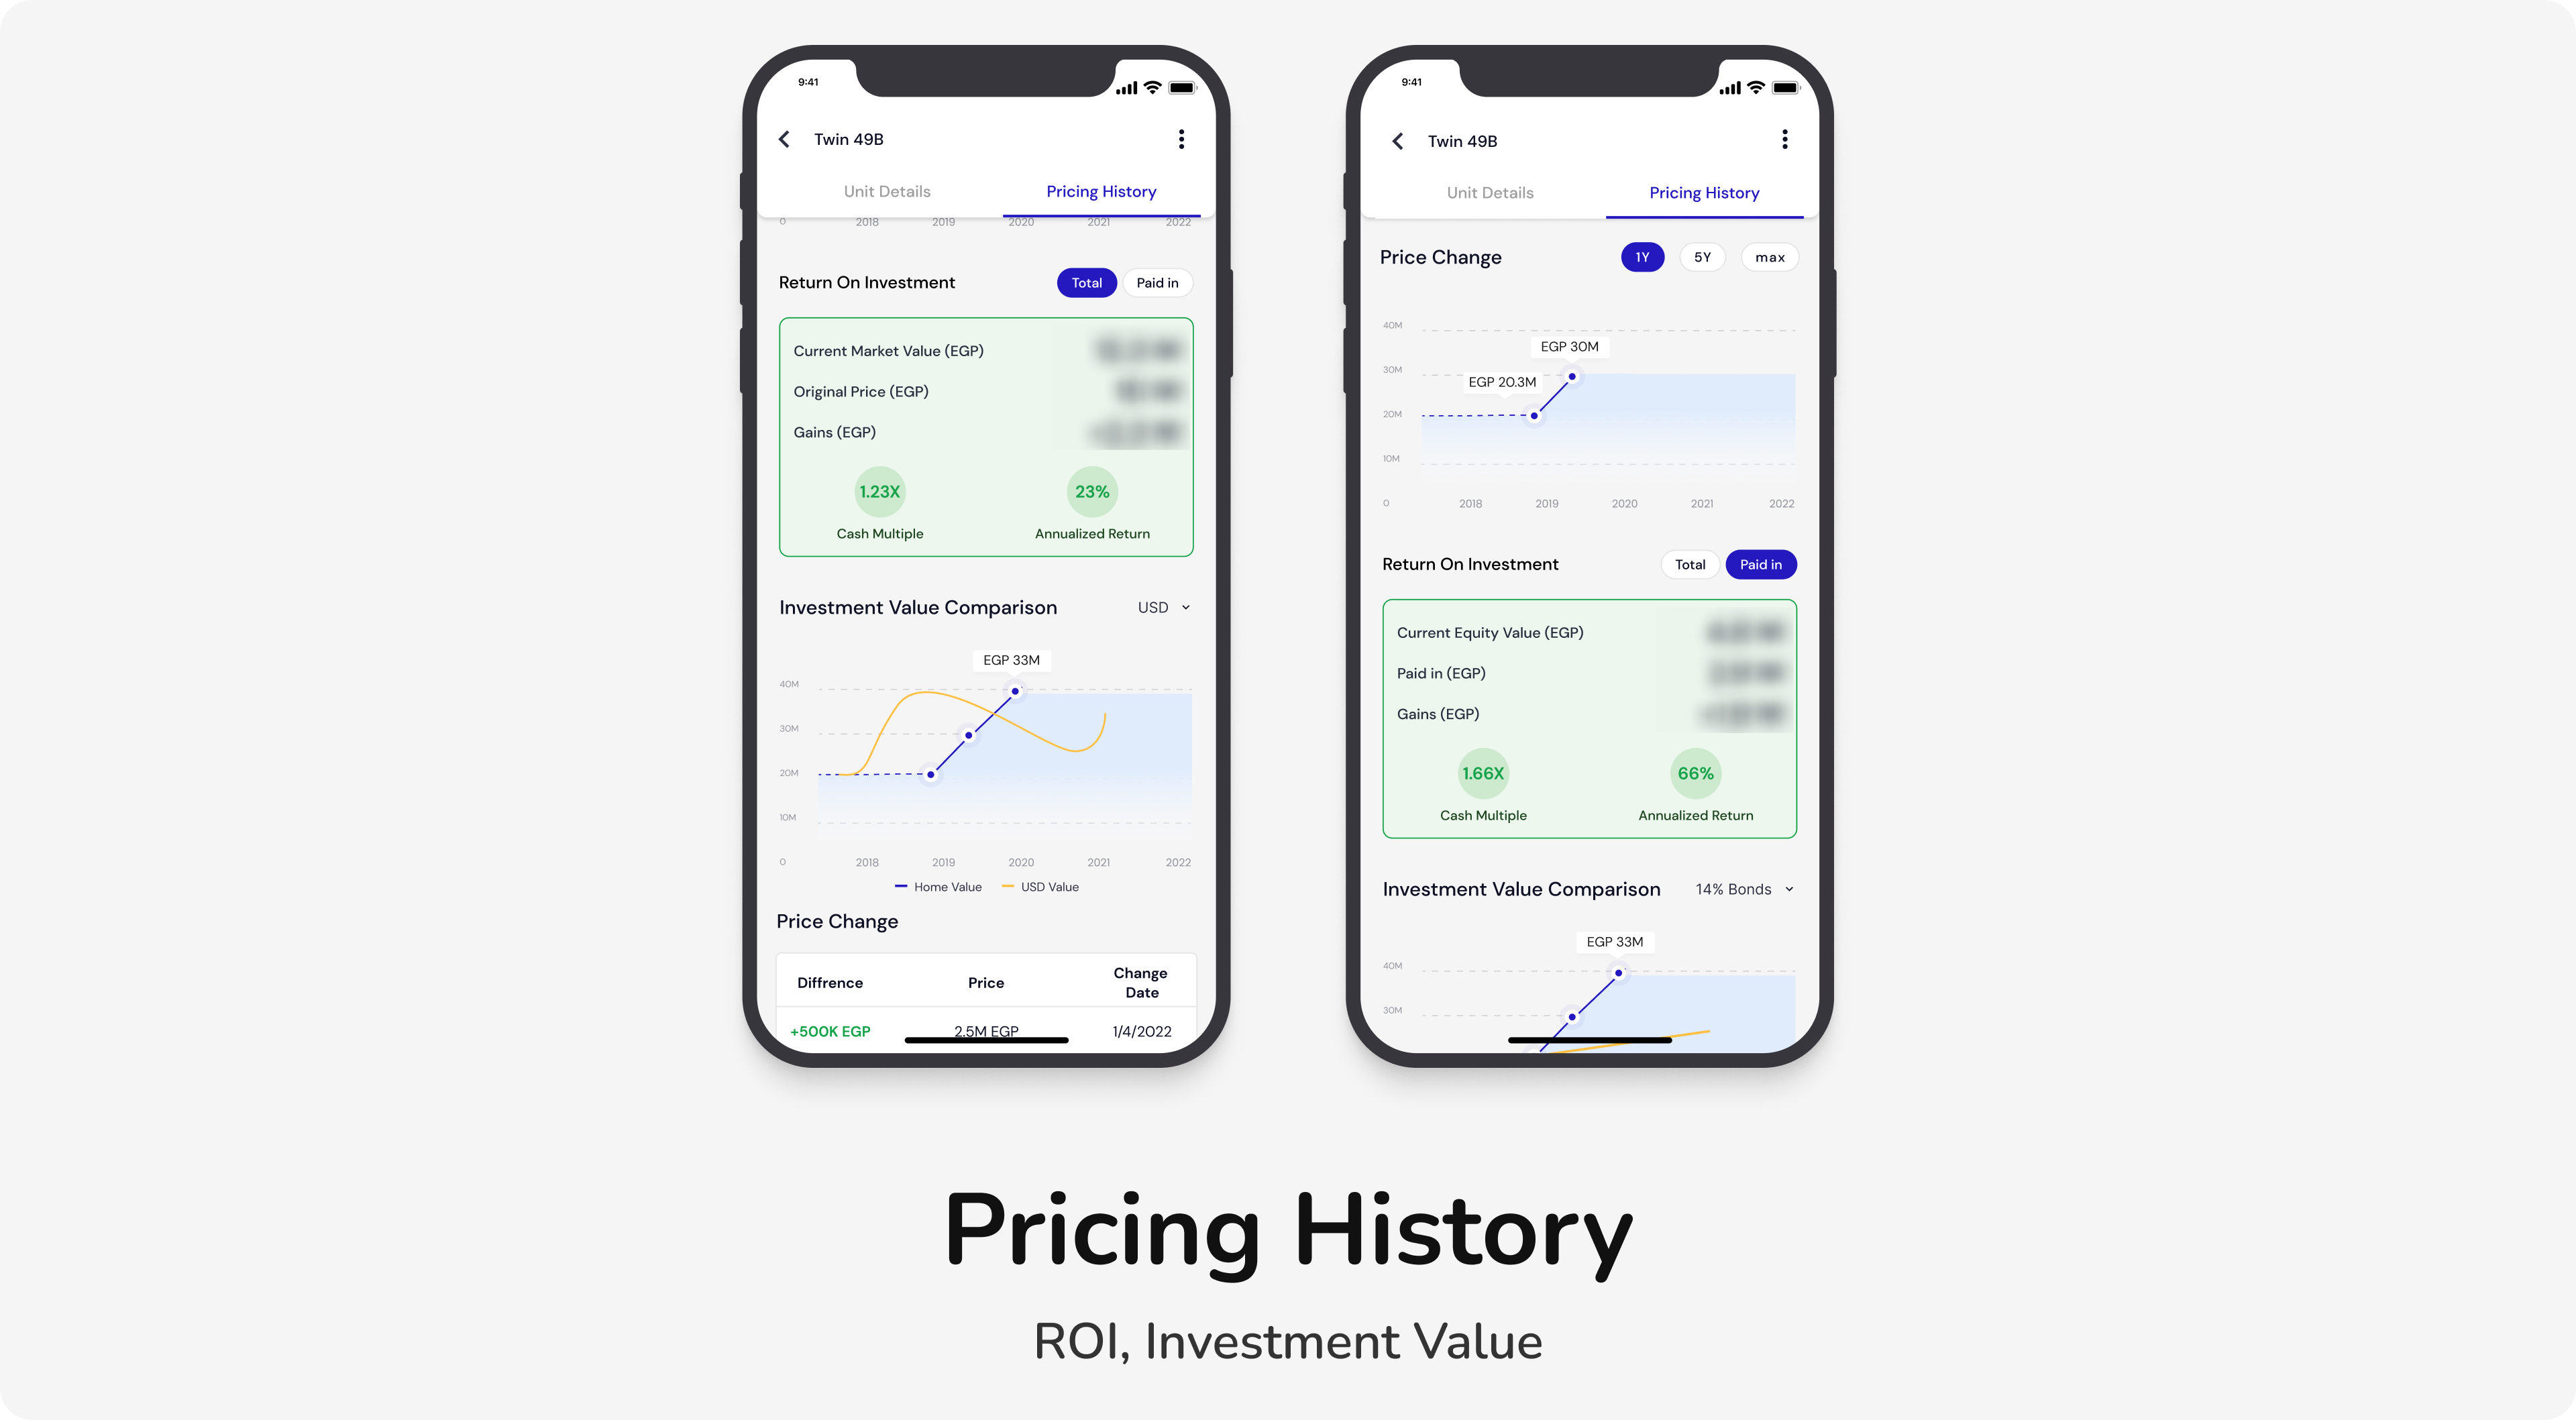 9:41
Twin 49B
Unit Details Pricing History
0 2018 2019 2020 2021 2022
Return On Investment Total Paid in
Current Market Value (EGP)
Original Price (EGP)
Gains (EGP)
1.23X 23%
Cash Multiple Annualized Return
Investment Value Comparison USD
EGP 33M
40M
30M
20M
10M
0 2018 2019 2020 2021 2022
Home Value USD Value
Price Change
Diffrence Price Change Date
+500K EGP 2.5M EGP 1/4/2022
9:41
Twin 49B
Unit Details Pricing History
Price Change 1Y 5Y max
40M
EGP 30M
30M
EGP 20.3M
20M
10M
0 2018 2019 2020 2021 2022
Return On Investment Total Paid in
Current Equity Value (EGP)
Paid in (EGP)
Gains (EGP)
1.66X 66%
Cash Multiple Annualized Return
Investment Value Comparison 14% Bonds
EGP 33M
40M
30M
Pricing History
ROI, Investment Value